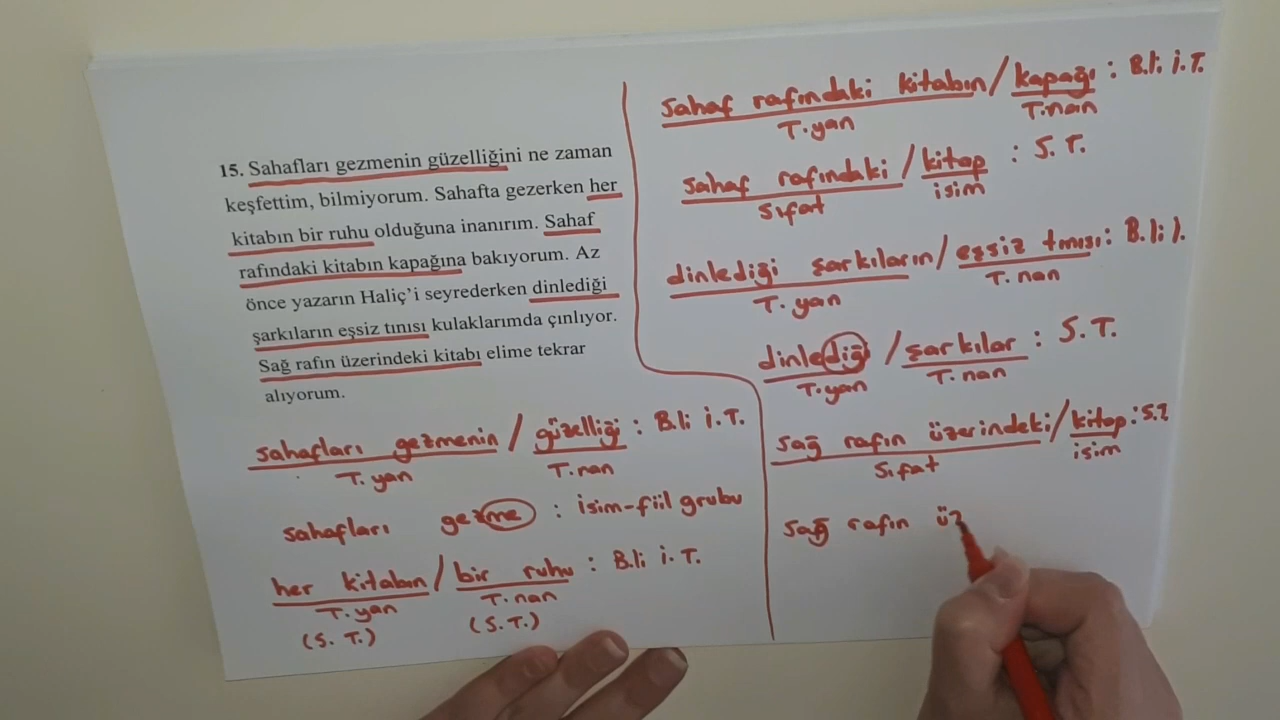 15. Sahafları gezmenin güzelliğini ne zaman
keşfettim, bilmiyorum. Sahafta gezerken her
kitabın bir ruhu olduğuna inanırım. Sahaf
rafındaki kitabın kapağına bakıyorum. Az
önce yazarın Haliç'i seyrederken dinlediği
şarkıların eşsiz tınısı kulaklarımda çınlıyor.
Sağ rafın üzerindeki kitabı elime tekrar
alıyorum.
sahafları gezmenin / güzelliği : B.li i.T.
T.yan T.nan
sahafları gezme : isim-fiil grubu
her kitabın / bir ruhu : B.li i.T.
T.yan T.nan
(S.T.) (S.T.)
Sahaf rafındaki kitabın / kapağı : B.li i.T.
T.yan T.nan
Sahaf rafındaki / kitap : S.T.
sıfat isim
dinlediği şarkıların / eşsiz tınısı : B.li i.
T.yan T.nan
dinlediği / şarkılar : S.T.
T.yan T.nan
Sağ rafın üzerindeki / kitap : S.T.
Sıfat isim
Sağ rafın üz